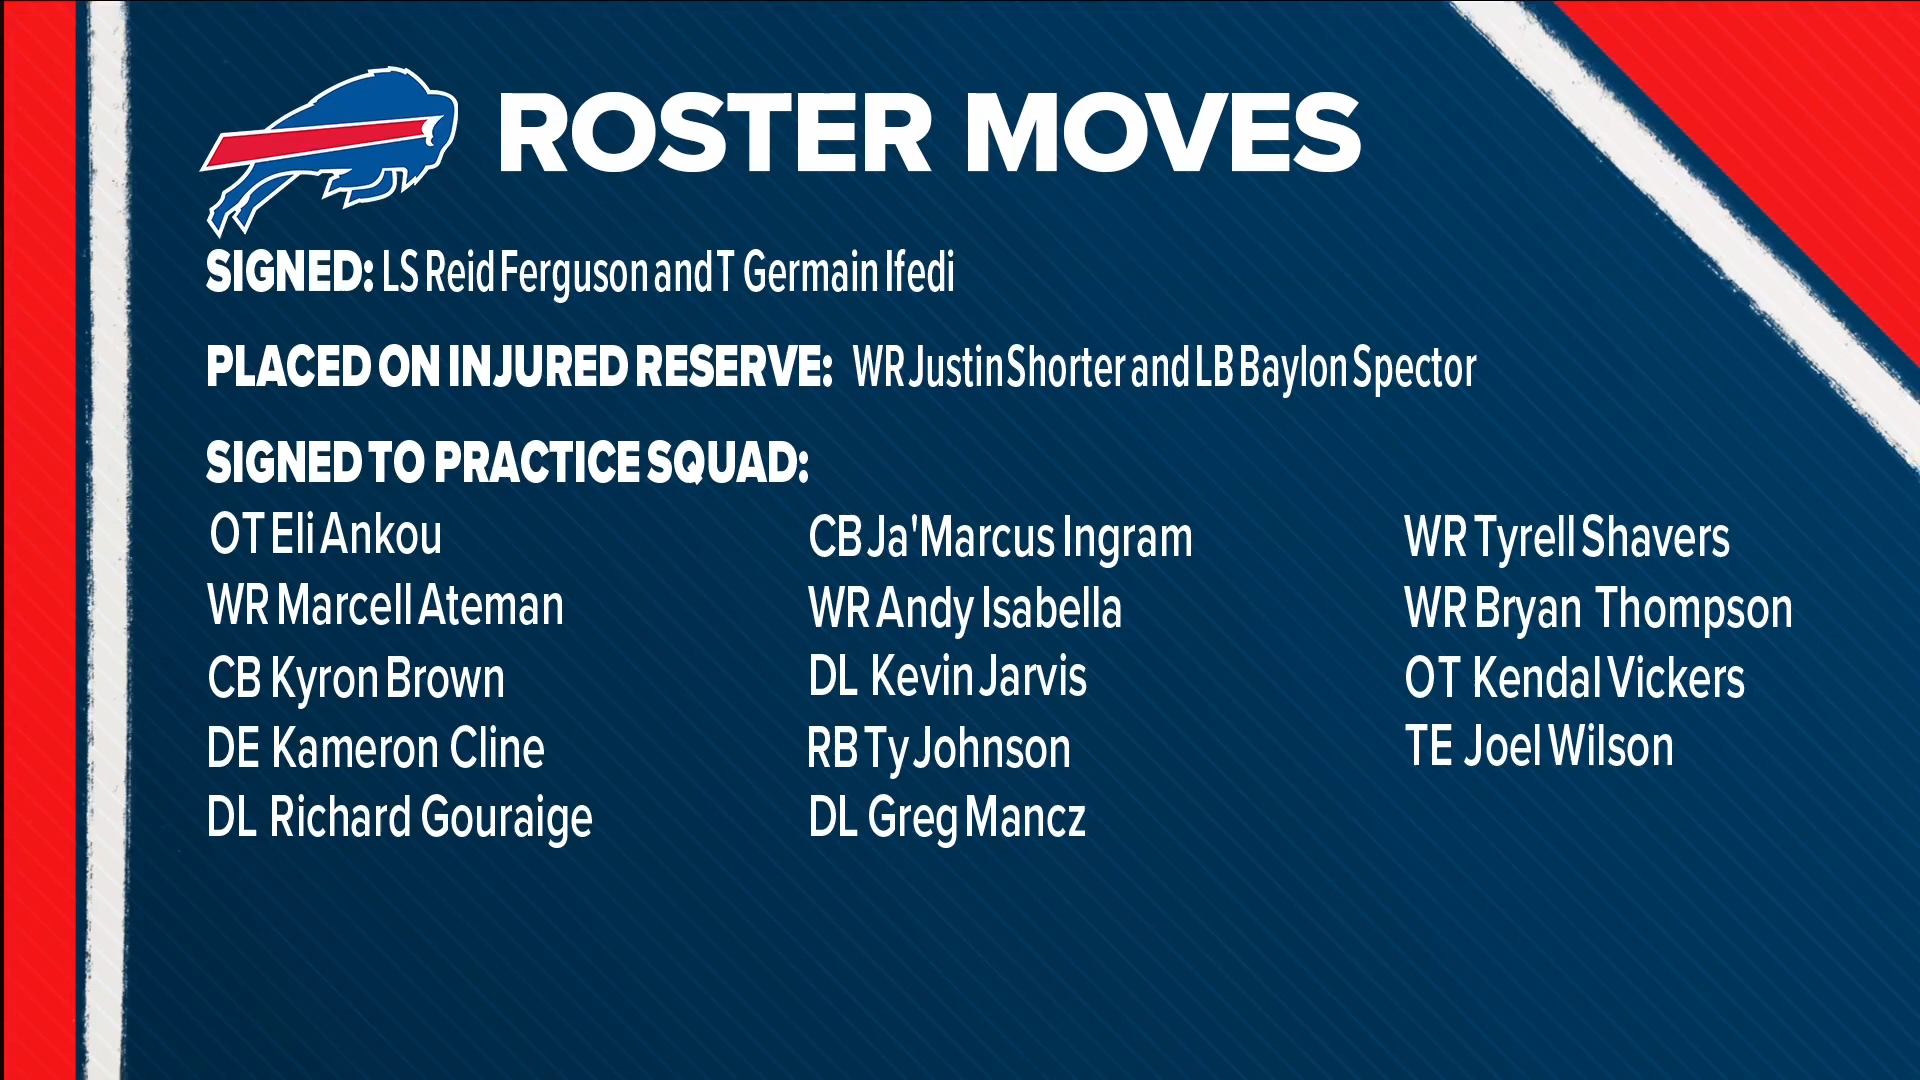 ROSTER MOVES
SIGNED: LS Reid Ferguson and T Germain Ifedi
PLACED ON INJURED RESERVE: WR Justin Shorter and LB Baylon Spector
SIGNED TO PRACTICE SQUAD:
OT Eli Ankou
WR Marcell Ateman
CB Kyron Brown
DE Kameron Cline
DL Richard Gouraige
CB Ja'Marcus Ingram
WR Andy Isabella
DL Kevin Jarvis
RB Ty Johnson
DL Greg Mancz
WR Tyrell Shavers
WR Bryan Thompson
OT Kendal Vickers
TE Joel Wilson